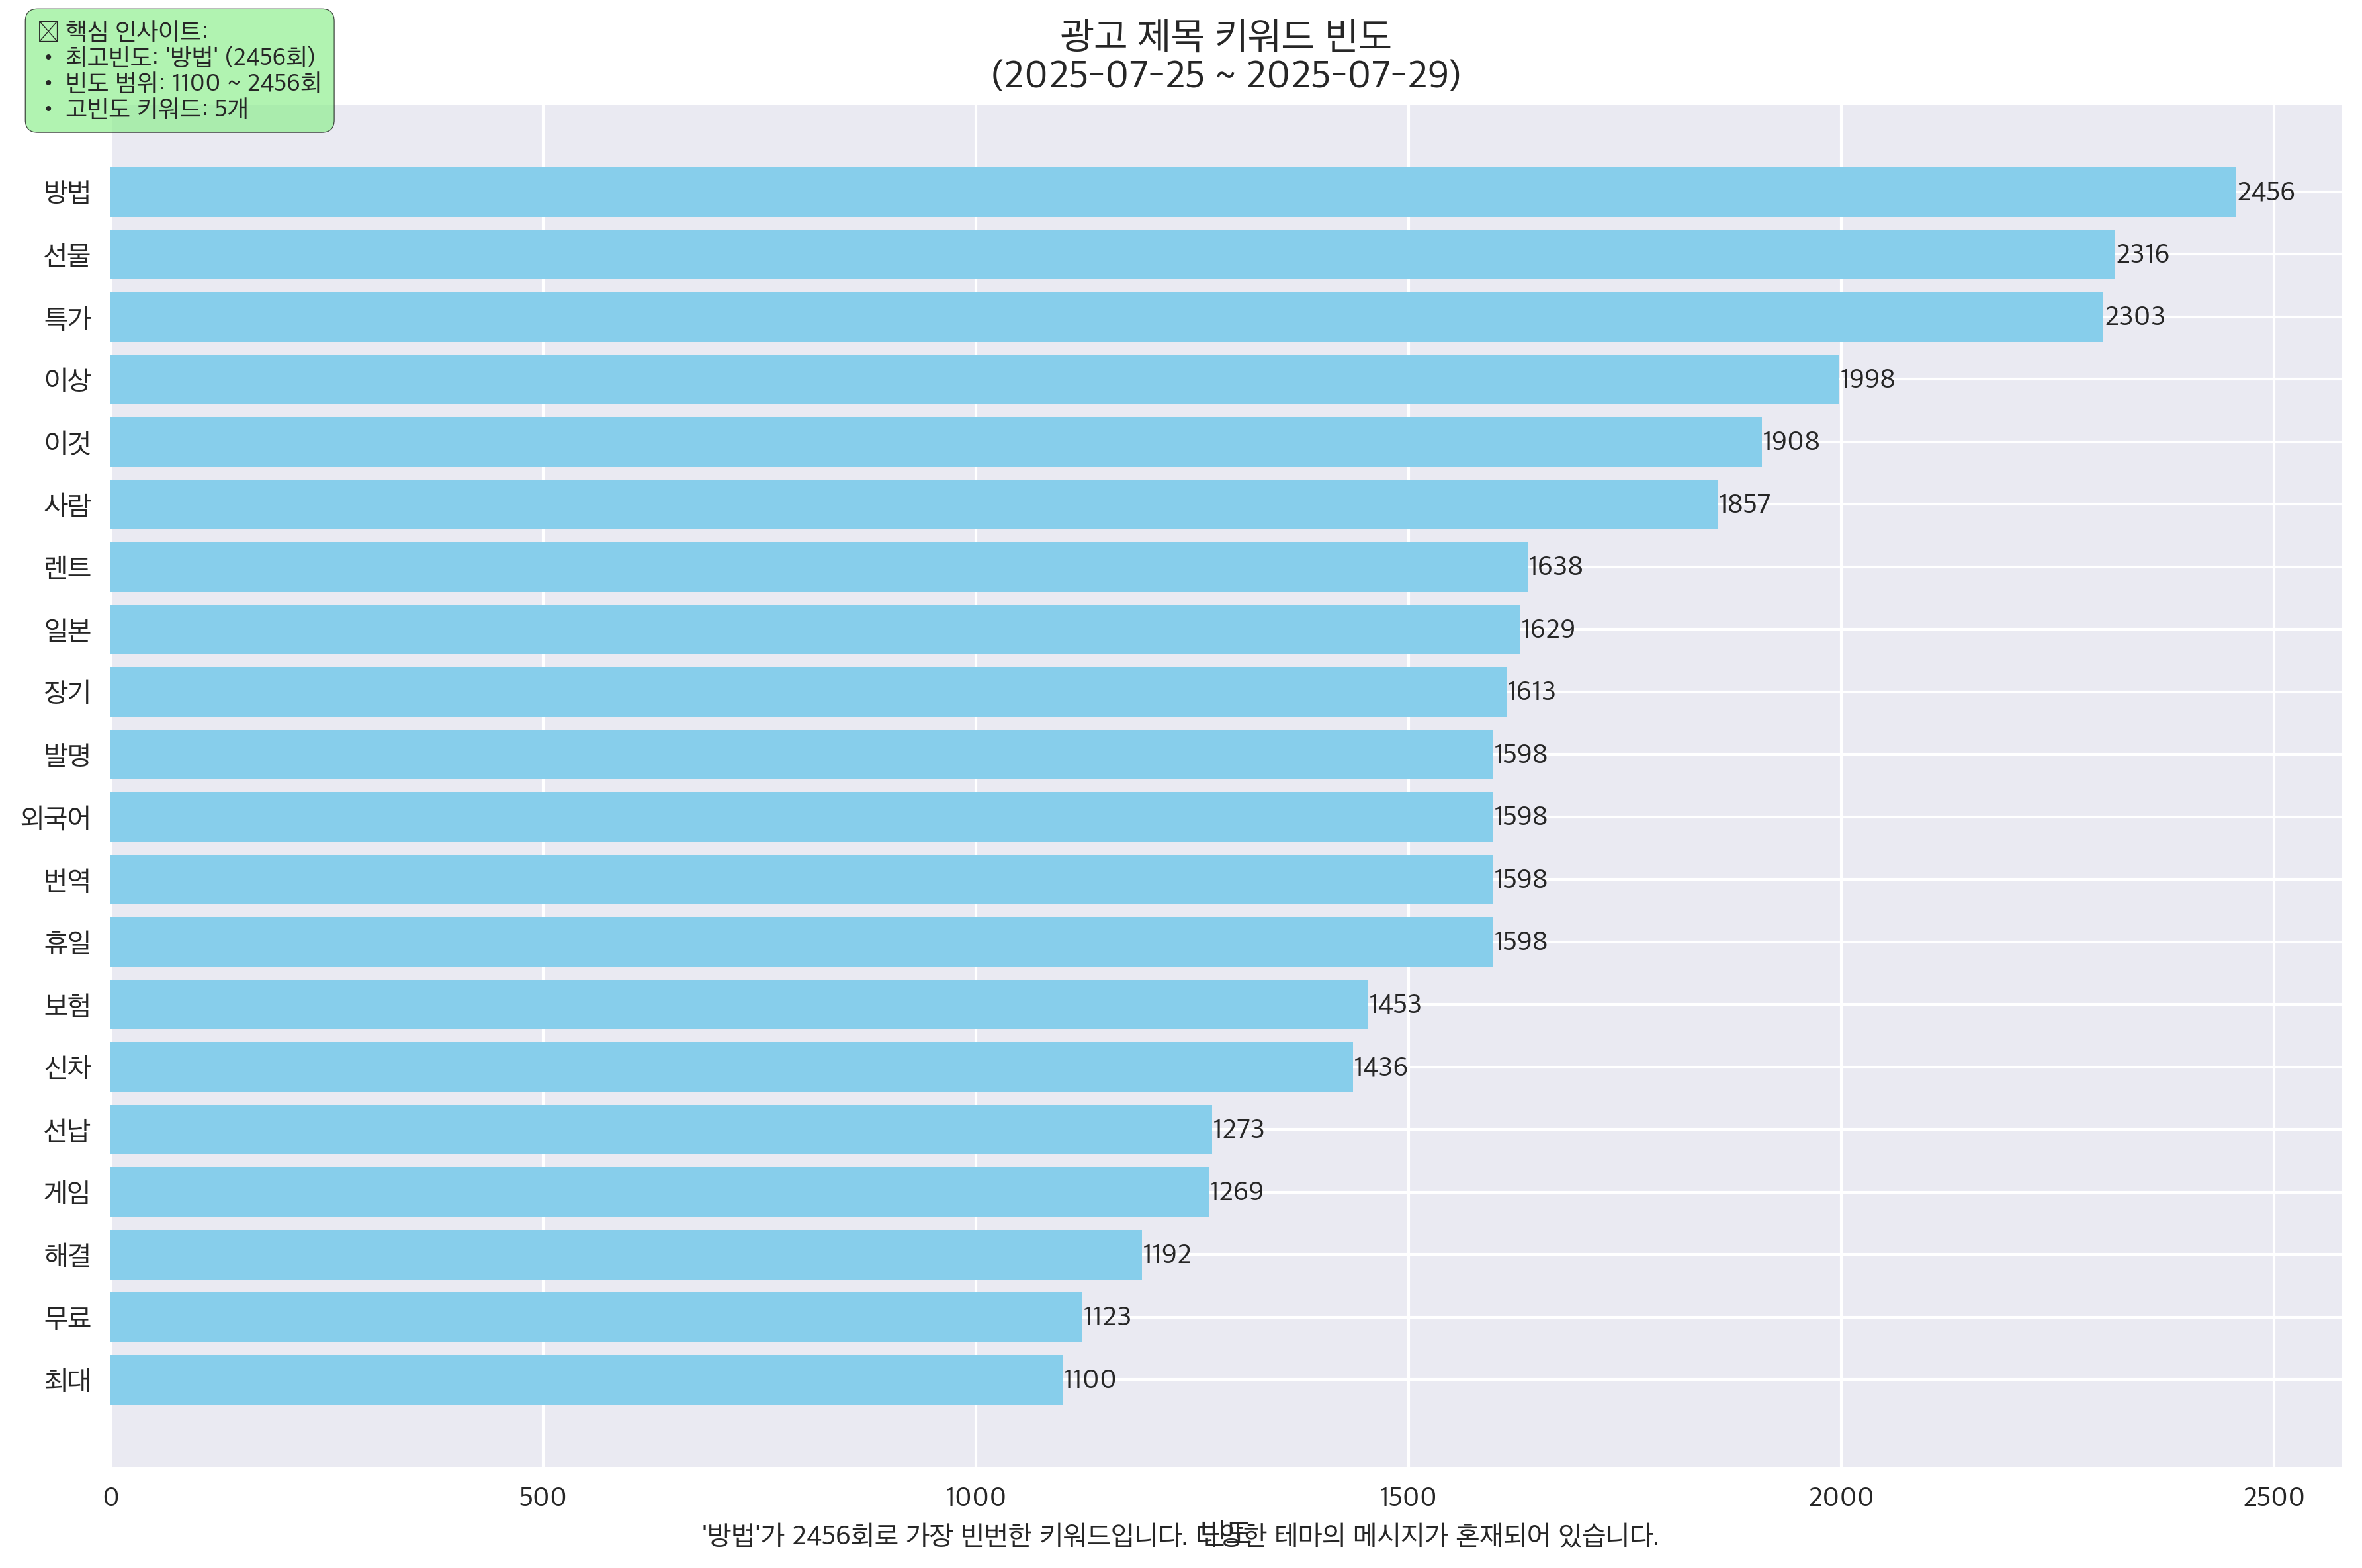 핵심 인사이트:
• 최고빈도: '방법' (2456회)
• 빈도 범위: 1100 ~ 2456회
• 고빈도 키워드: 5개
광고 제목 키워드 빈도
(2025-07-25 ~ 2025-07-29)
방법 2456
선물 2316
특가 2303
이상 1998
이것 1908
사람 1857
렌트 1638
일본 1629
장기 1613
발명 1598
외국어 1598
번역 1598
휴일 1598
보험 1453
신차 1436
선납 1273
게임 1269
해결 1192
무료 1123
최대 1100
0 500 1000 1500 2000 2500
빈도
'방법'가 2456회로 가장 빈번한 키워드입니다. 다양한 테마의 메시지가 혼재되어 있습니다.